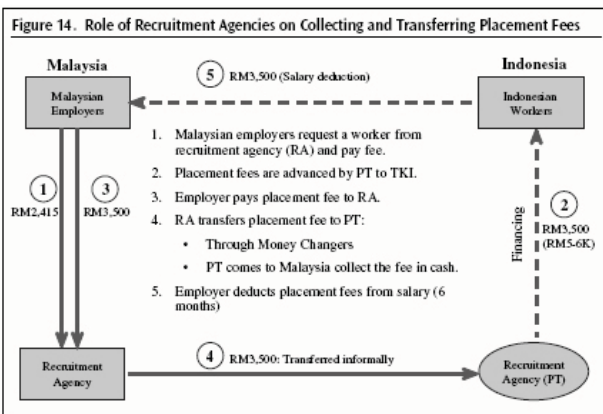 Figure 14. Role of Recruitment Agencies on Collecting and Transferring Placement Fees
Malaysia
Indonesia
5 RM3,500 (Salary deduction)
Malaysian
Employers
Indonesian
Workers
1. Malaysian employers request a worker from
recruitment agency (RA) and pay fee.
2. Placement fees are advanced by PT to TKI.
3. Employer pays placement fee to RA.
4. RA transfers placement fee to PT:
• Through Money Changers
• PT comes to Malaysia collect the fee in cash.
5. Employer deducts placement fees from salary (6
months)
1
RM2,415
3
RM3,500
Financing
2
RM3,500
(RM5-6K)
Recruitment
Agency
4 RM3,500: Transferred informally
Recruitment
Agency (PT)